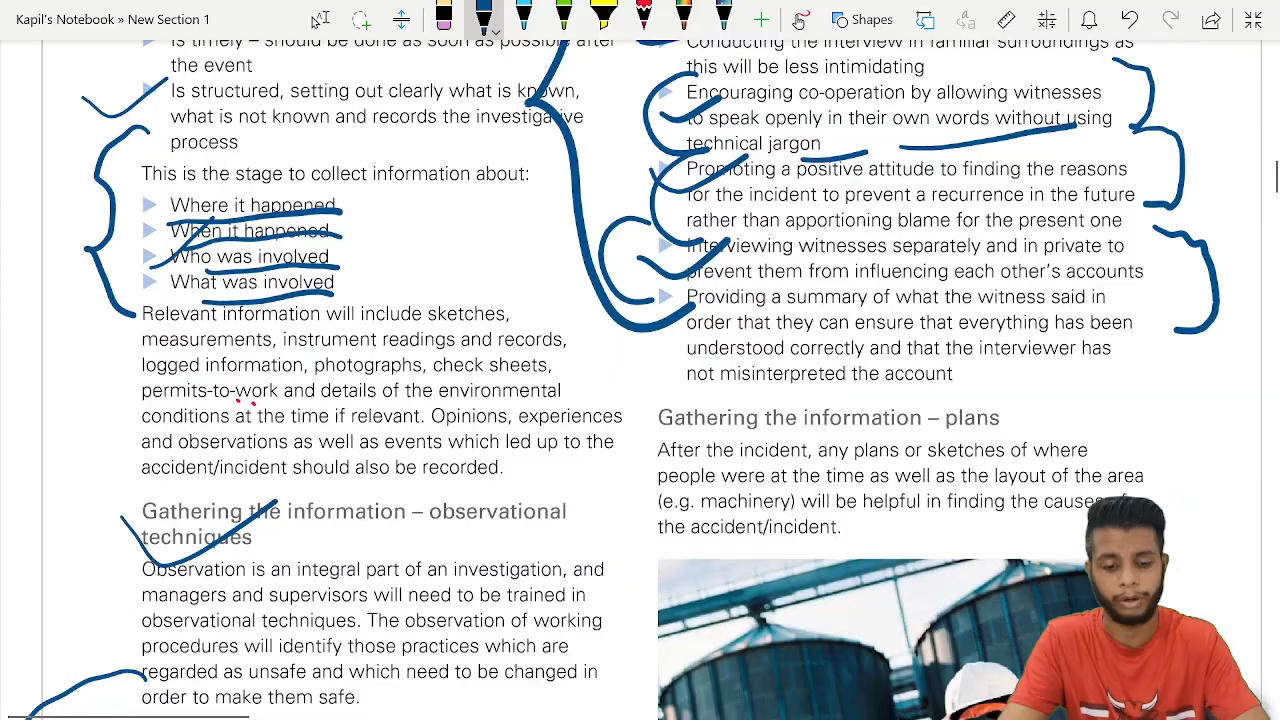 Kapil's Notebook » New Section 1
Shapes
Is timely – should be done as soon as possible after
the event
Is structured, setting out clearly what is known,
what is not known and records the investigative
process
This is the stage to collect information about:
Where it happened
When it happened
Who was involved
What was involved
Relevant information will include sketches,
measurements, instrument readings and records,
logged information, photographs, check sheets,
permits-to-work and details of the environmental
conditions at the time if relevant. Opinions, experiences
and observations as well as events which led up to the
accident/incident should also be recorded.
Gathering the information – observational
techniques
Observation is an integral part of an investigation, and
managers and supervisors will need to be trained in
observational techniques. The observation of working
procedures will identify those practices which are
regarded as unsafe and which need to be changed in
order to make them safe.
Conducting the interview in familiar surroundings as
this will be less intimidating
Encouraging co-operation by allowing witnesses
to speak openly in their own words without using
technical jargon
Promoting a positive attitude to finding the reasons
for the incident to prevent a recurrence in the future
rather than apportioning blame for the present one
Interviewing witnesses separately and in private to
prevent them from influencing each other's accounts
Providing a summary of what the witness said in
order that they can ensure that everything has been
understood correctly and that the interviewer has
not misinterpreted the account
Gathering the information – plans
After the incident, any plans or sketches of where
people were at the time as well as the layout of the area
(e.g. machinery) will be helpful in finding the causes of
the accident/incident.